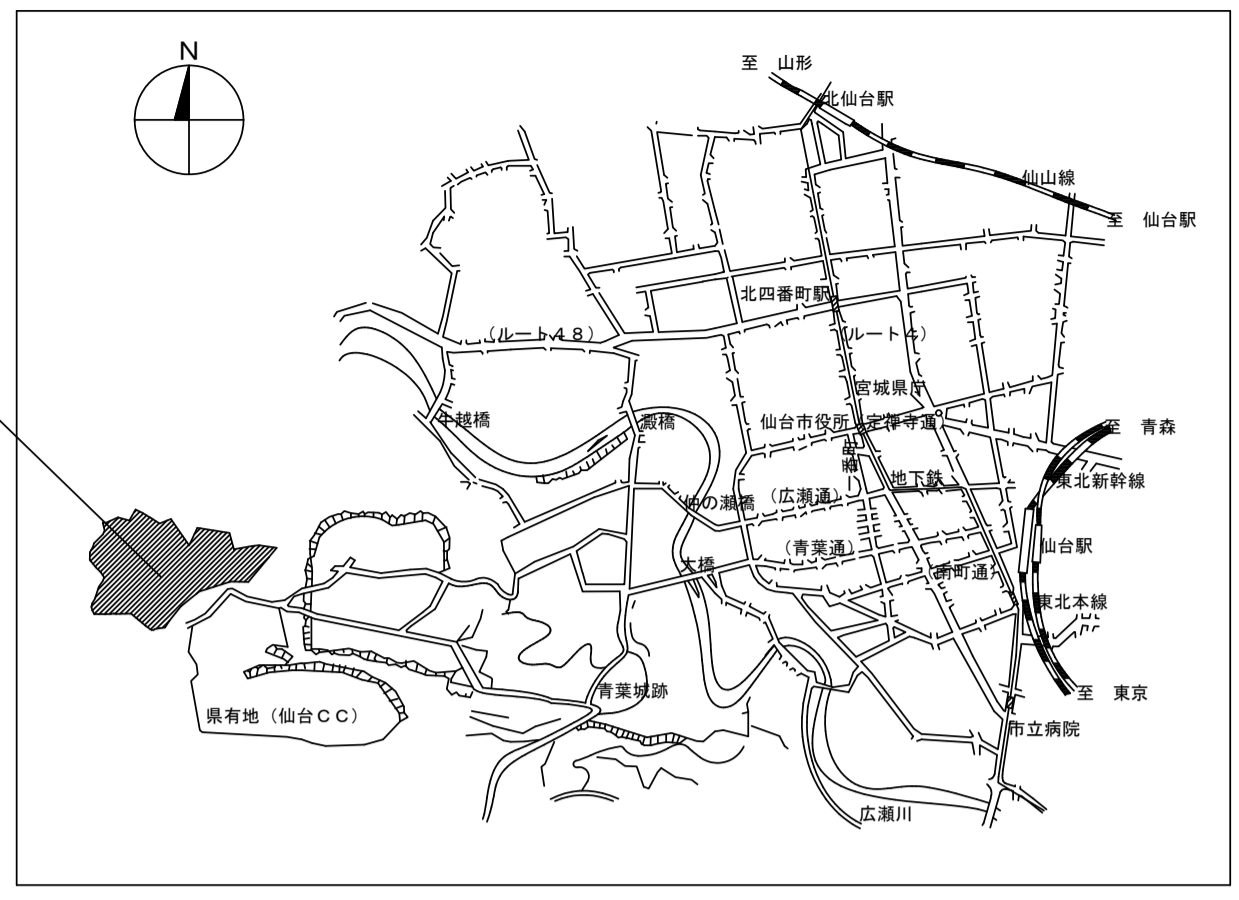 N
至　山形
北仙台駅
仙山線
至　仙台駅
北四番町駅
（ルート４８）
（ルート４）
宮城県庁
牛越橋
澱橋
仙台市役所（定禅寺通）
至　青森
地下鉄
東北新幹線
仲の瀬橋
（広瀬通）
仙台駅
（青葉通）
大橋
（南町通）
東北本線
青葉城跡
至　東京
県有地（仙台ＣＣ）
市立病院
広瀬川